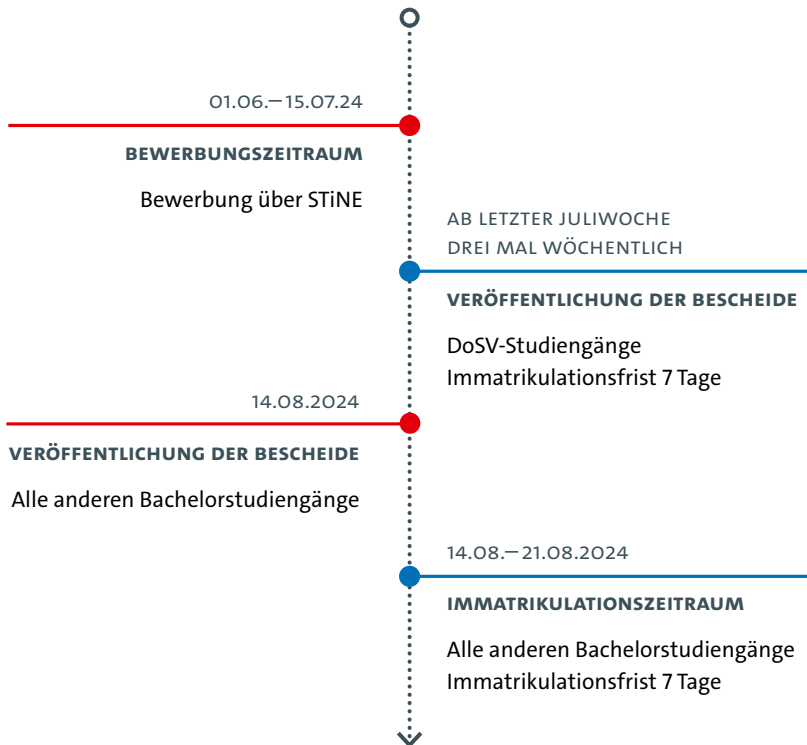 01.06.–15.07.24
BEWERBUNGSZEITRAUM
Bewerbung über STiNE
AB LETZTER JULIWOCHE
DREI MAL WÖCHENTLICH
VERÖFFENTLICHUNG DER BESCHEIDE
DoSV-Studiengänge
Immatrikulationsfrist 7 Tage
14.08.2024
VERÖFFENTLICHUNG DER BESCHEIDE
Alle anderen Bachelorstudiengänge
14.08.–21.08.2024
IMMATRIKULATIONSZEITRAUM
Alle anderen Bachelorstudiengänge
Immatrikulationsfrist 7 Tage